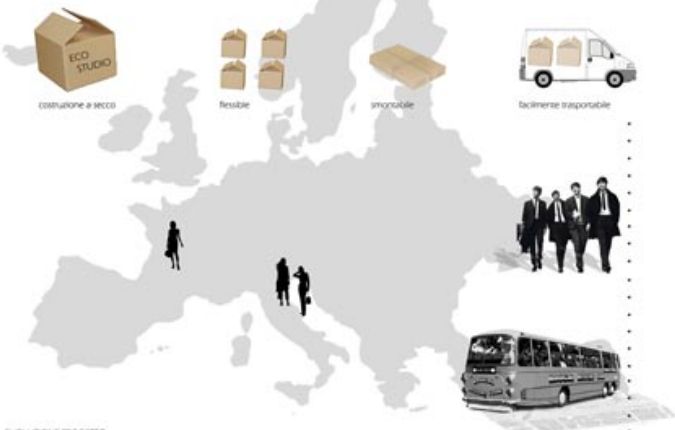 ECO
STUDIO
costruzione a secco
flessibile
smontabile
facilmente trasportabile